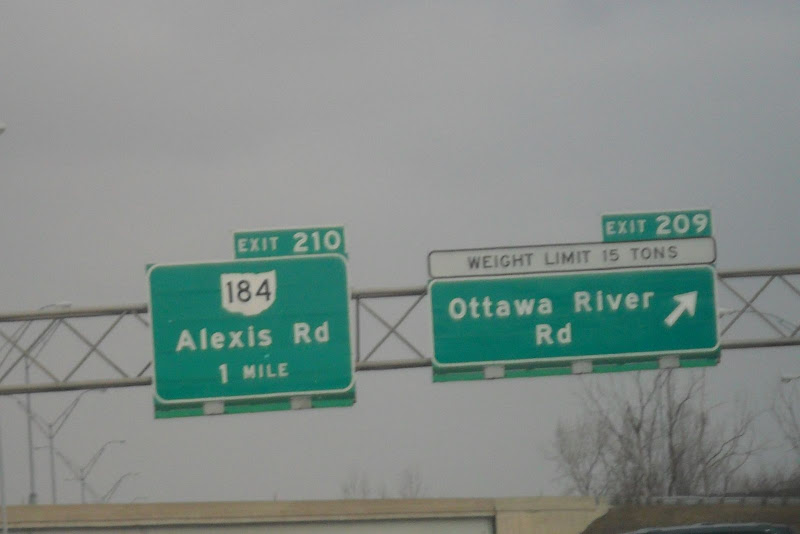 EXIT 210
184
Alexis Rd
1 MILE
EXIT 209
WEIGHT LIMIT 15 TONS
Ottawa River
Rd